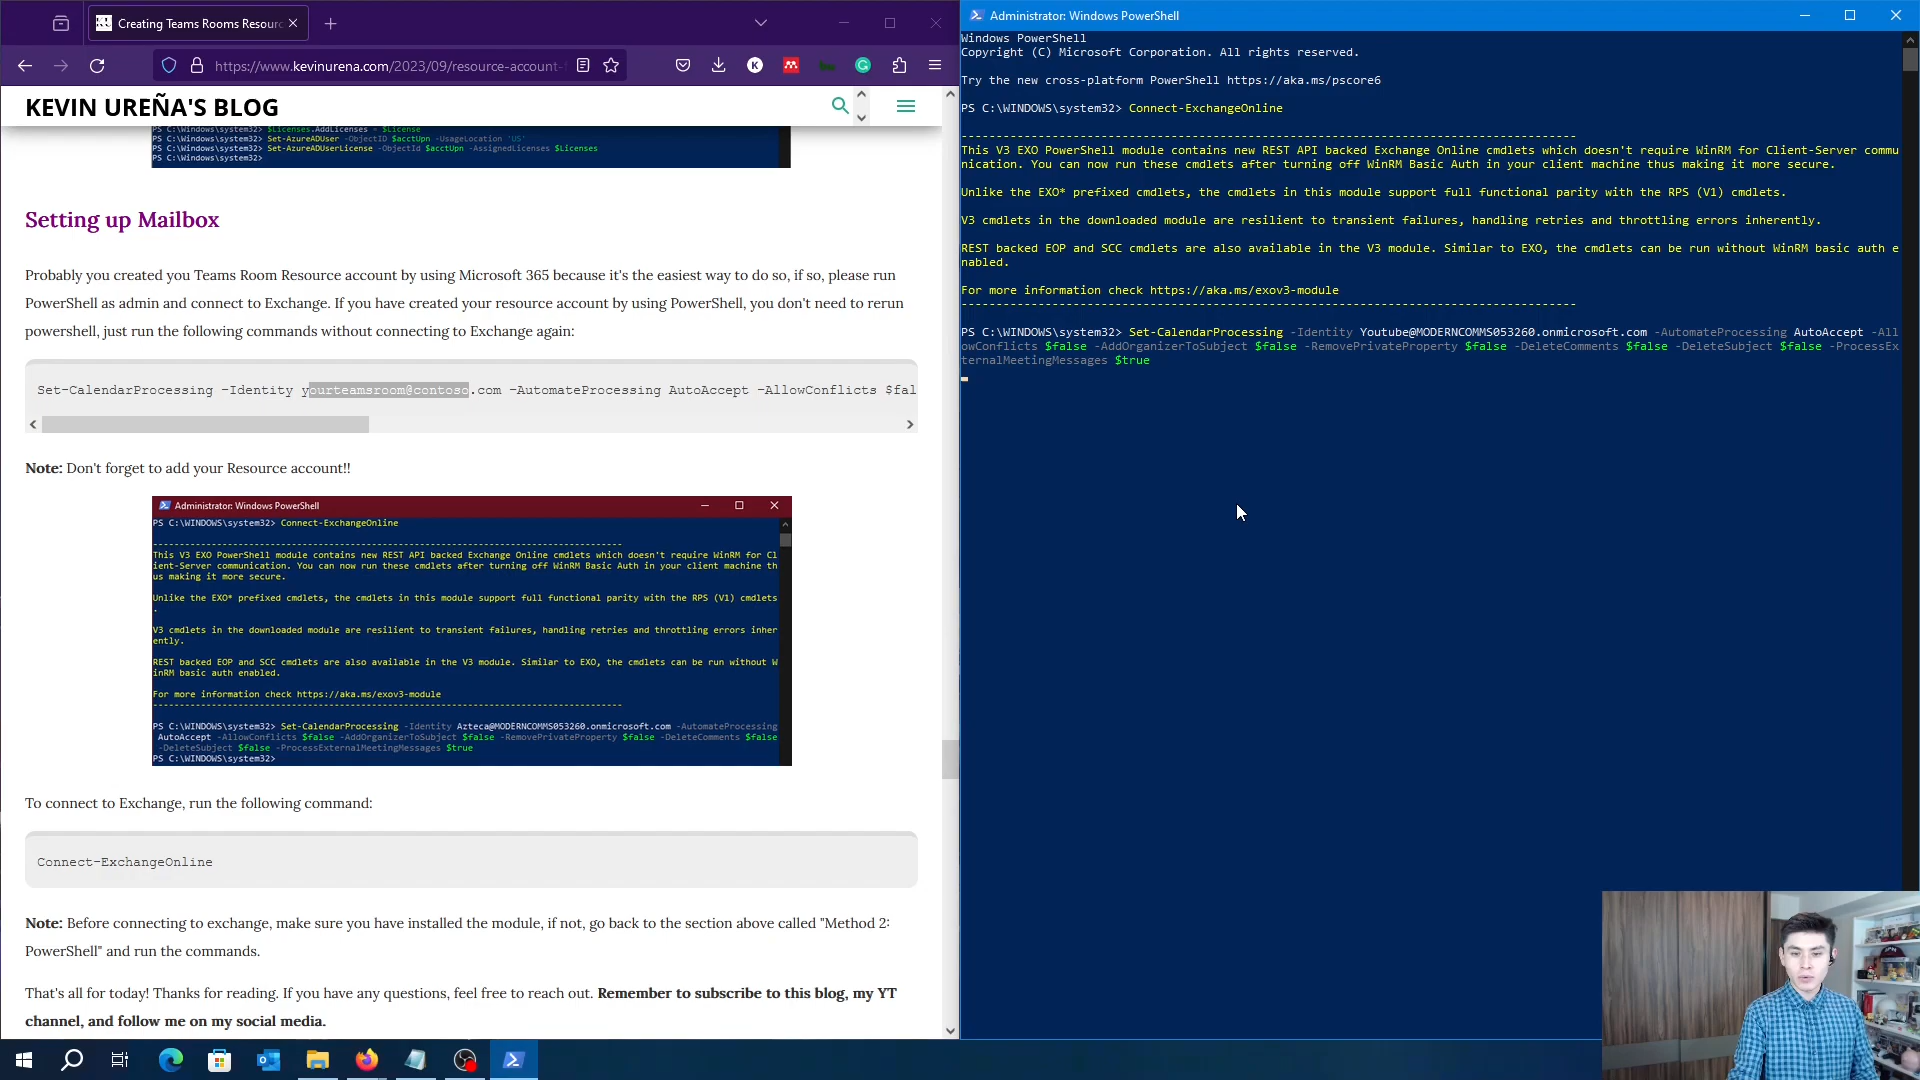 Creating Teams Rooms Resourc
https://www.kevinurena.com/2023/09/resource-account-f
KEVIN UREÑA'S BLOG
$Licenses.AddLicenses = $License
PS C:\Windows\system32> Set-AzureADUser -ObjectID $acctUpn -UsageLocation 'US'
PS C:\Windows\system32> Set-AzureADUserLicense -ObjectId $acctUpn -AssignedLicenses $Licenses
PS C:\Windows\system32>
Setting up Mailbox
Probably you created you Teams Room Resource account by using Microsoft 365 because it's the easiest way to do so, if so, please run
PowerShell as admin and connect to Exchange. If you have created your resource account by using PowerShell, you don't need to rerun
powershell, just run the following commands without connecting to Exchange again:
Set-CalendarProcessing -Identity yourteamsroom@contoso.com -AutomateProcessing AutoAccept -AllowConflicts $fal
Note: Don't forget to add your Resource account!!
Administrator: Windows PowerShell
PS C:\WINDOWS\system32> Connect-ExchangeOnline
----------------------------------------------------------------------------------------
This V3 EXO PowerShell module contains new REST API backed Exchange Online cmdlets which doesn't require WinRM for Cl
ient-Server communication. You can now run these cmdlets after turning off WinRM Basic Auth in your client machine th
us making it more secure.
Unlike the EXO* prefixed cmdlets, the cmdlets in this module support full functional parity with the RPS (V1) cmdlets
.
V3 cmdlets in the downloaded module are resilient to transient failures, handling retries and throttling errors inher
ently.
REST backed EOP and SCC cmdlets are also available in the V3 module. Similar to EXO, the cmdlets can be run without W
inRM basic auth enabled.
For more information check https://aka.ms/exov3-module
----------------------------------------------------------------------------------------
PS C:\WINDOWS\system32> Set-CalendarProcessing -Identity Azteca@MODERNCOMMS053260.onmicrosoft.com -AutomateProcessing
AutoAccept -AllowConflicts $false -AddOrganizerToSubject $false -RemovePrivateProperty $false -DeleteComments $false
-DeleteSubject $false -ProcessExternalMeetingMessages $true
PS C:\WINDOWS\system32>
To connect to Exchange, run the following command:
Connect-ExchangeOnline
Note: Before connecting to exchange, make sure you have installed the module, if not, go back to the section above called "Method 2:
PowerShell" and run the commands.
That's all for today! Thanks for reading. If you have any questions, feel free to reach out. Remember to subscribe to this blog, my YT
channel, and follow me on my social media.
Administrator: Windows PowerShell
Windows PowerShell
Copyright (C) Microsoft Corporation. All rights reserved.
Try the new cross-platform PowerShell https://aka.ms/pscore6
PS C:\WINDOWS\system32> Connect-ExchangeOnline
----------------------------------------------------------------------------------------
This V3 EXO PowerShell module contains new REST API backed Exchange Online cmdlets which doesn't require WinRM for Client-Server commu
nication. You can now run these cmdlets after turning off WinRM Basic Auth in your client machine thus making it more secure.
Unlike the EXO* prefixed cmdlets, the cmdlets in this module support full functional parity with the RPS (V1) cmdlets.
V3 cmdlets in the downloaded module are resilient to transient failures, handling retries and throttling errors inherently.
REST backed EOP and SCC cmdlets are also available in the V3 module. Similar to EXO, the cmdlets can be run without WinRM basic auth e
nabled.
For more information check https://aka.ms/exov3-module
----------------------------------------------------------------------------------------
PS C:\WINDOWS\system32> Set-CalendarProcessing -Identity Youtube@MODERNCOMMS053260.onmicrosoft.com -AutomateProcessing AutoAccept -All
owConflicts $false -AddOrganizerToSubject $false -RemovePrivateProperty $false -DeleteComments $false -DeleteSubject $false -ProcessEx
ternalMeetingMessages $true